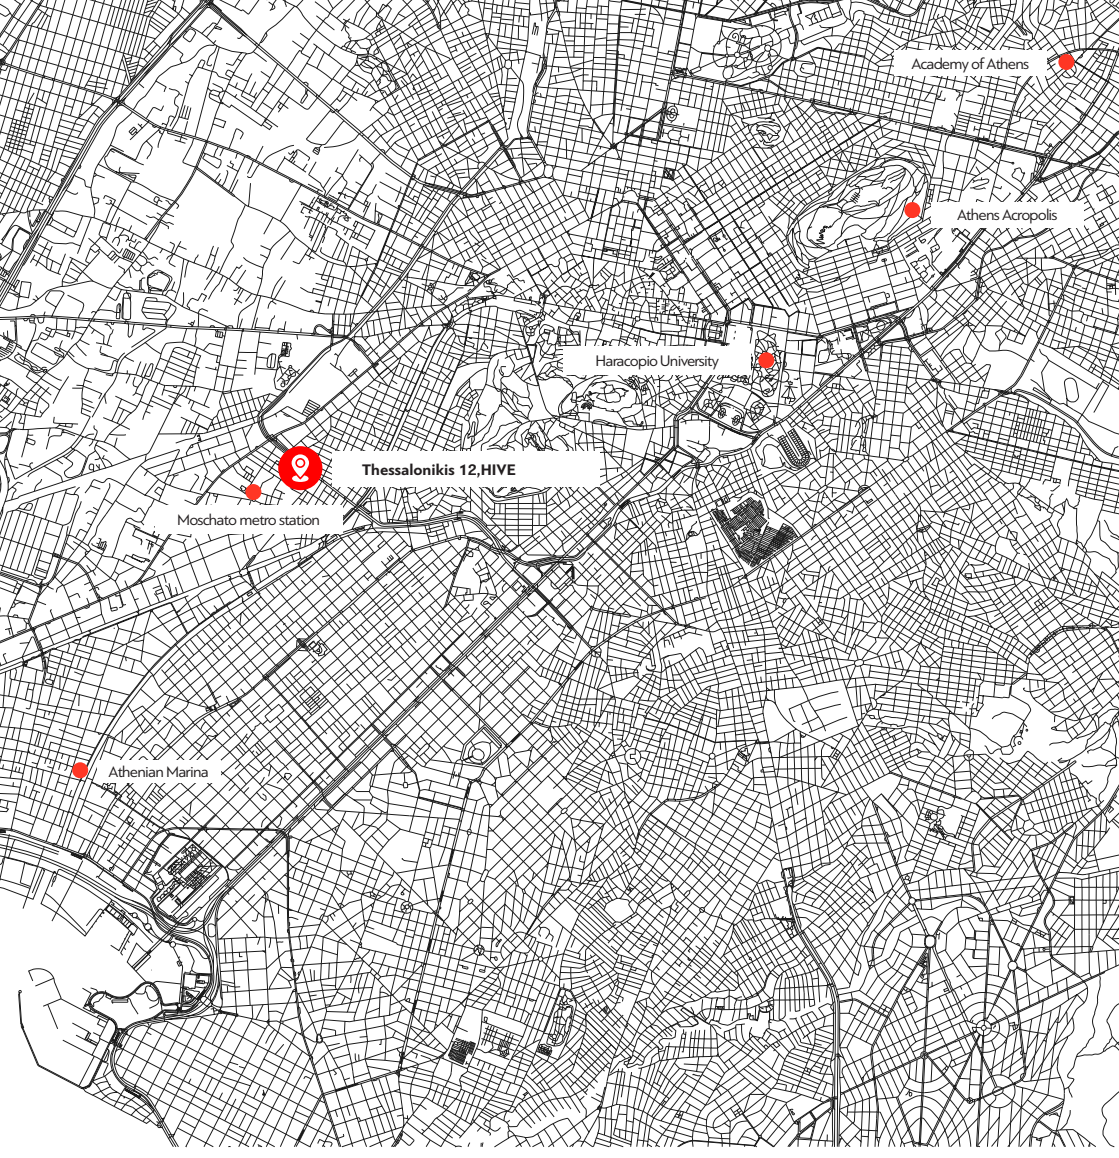 Academy of Athens
Athens Acropolis
Haracopio University
Thessalonikis 12,HIVE
Moschato metro station
Athenian Marina